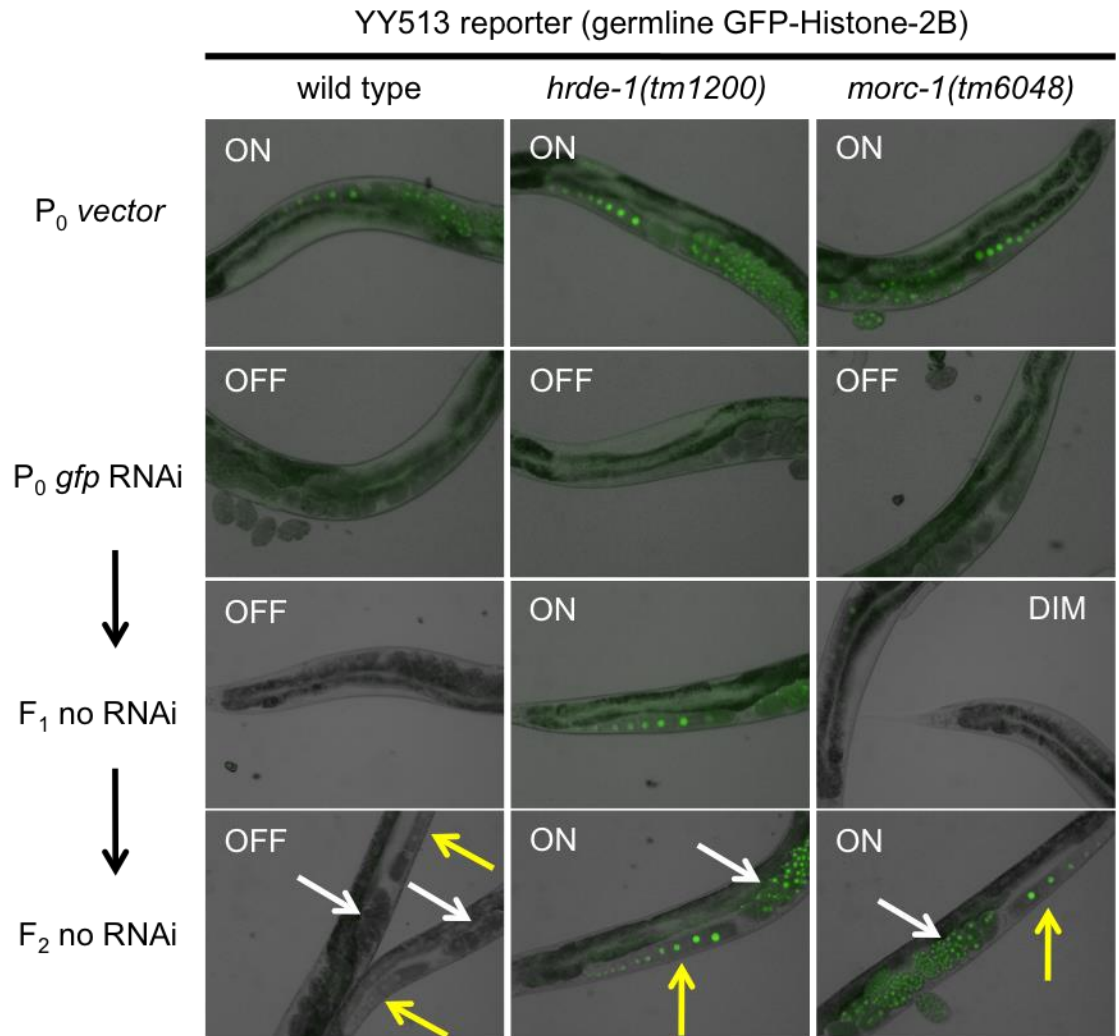 YY513 reporter (germline GFP-Histone-2B)
wild type hrde-1(tm1200) morc-1(tm6048)
P₀ vector ON ON ON
P₀ gfp RNAi OFF OFF OFF
F₁ no RNAi OFF ON DIM
F₂ no RNAi OFF ON ON